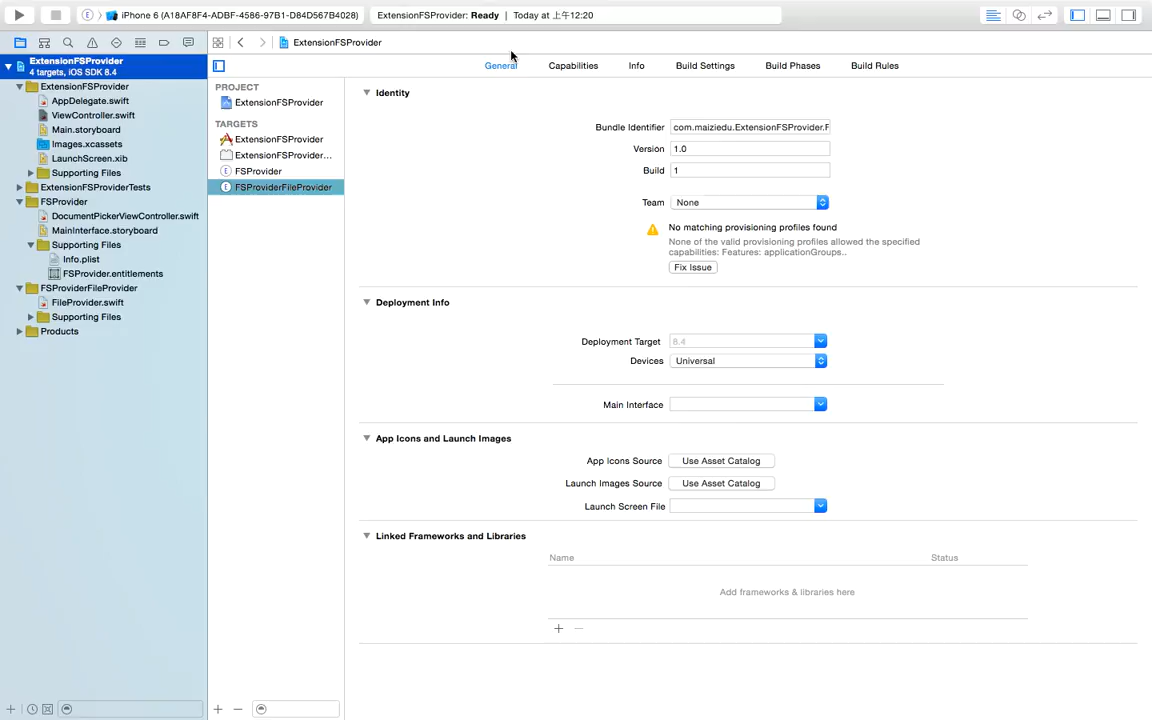 iPhone 6 (A18AF8F4-ADBF-4586-97B1-D84D567B4028)
ExtensionFSProvider: Ready | Today at 上午12:20
ExtensionFSProvider
4 targets, iOS SDK 8.4
ExtensionFSProvider
AppDelegate.swift
ViewController.swift
Main.storyboard
Images.xcassets
LaunchScreen.xib
Supporting Files
ExtensionFSProviderTests
FSProvider
DocumentPickerViewController.swift
MainInterface.storyboard
Supporting Files
Info.plist
FSProvider.entitlements
FSProviderFileProvider
FileProvider.swift
Supporting Files
Products
ExtensionFSProvider
General
Capabilities
Info
Build Settings
Build Phases
Build Rules
PROJECT
ExtensionFSProvider
TARGETS
ExtensionFSProvider
ExtensionFSProvider...
E FSProvider
E FSProviderFileProvider
Identity
Bundle Identifier com.maiziedu.ExtensionFSProvider.F
Version 1.0
Build 1
Team None
No matching provisioning profiles found
None of the valid provisioning profiles allowed the specified
capabilities: Features: applicationGroups..
Fix Issue
Deployment Info
Deployment Target 8.4
Devices Universal
Main Interface
App Icons and Launch Images
App Icons Source Use Asset Catalog
Launch Images Source Use Asset Catalog
Launch Screen File
Linked Frameworks and Libraries
Name Status
Add frameworks & libraries here